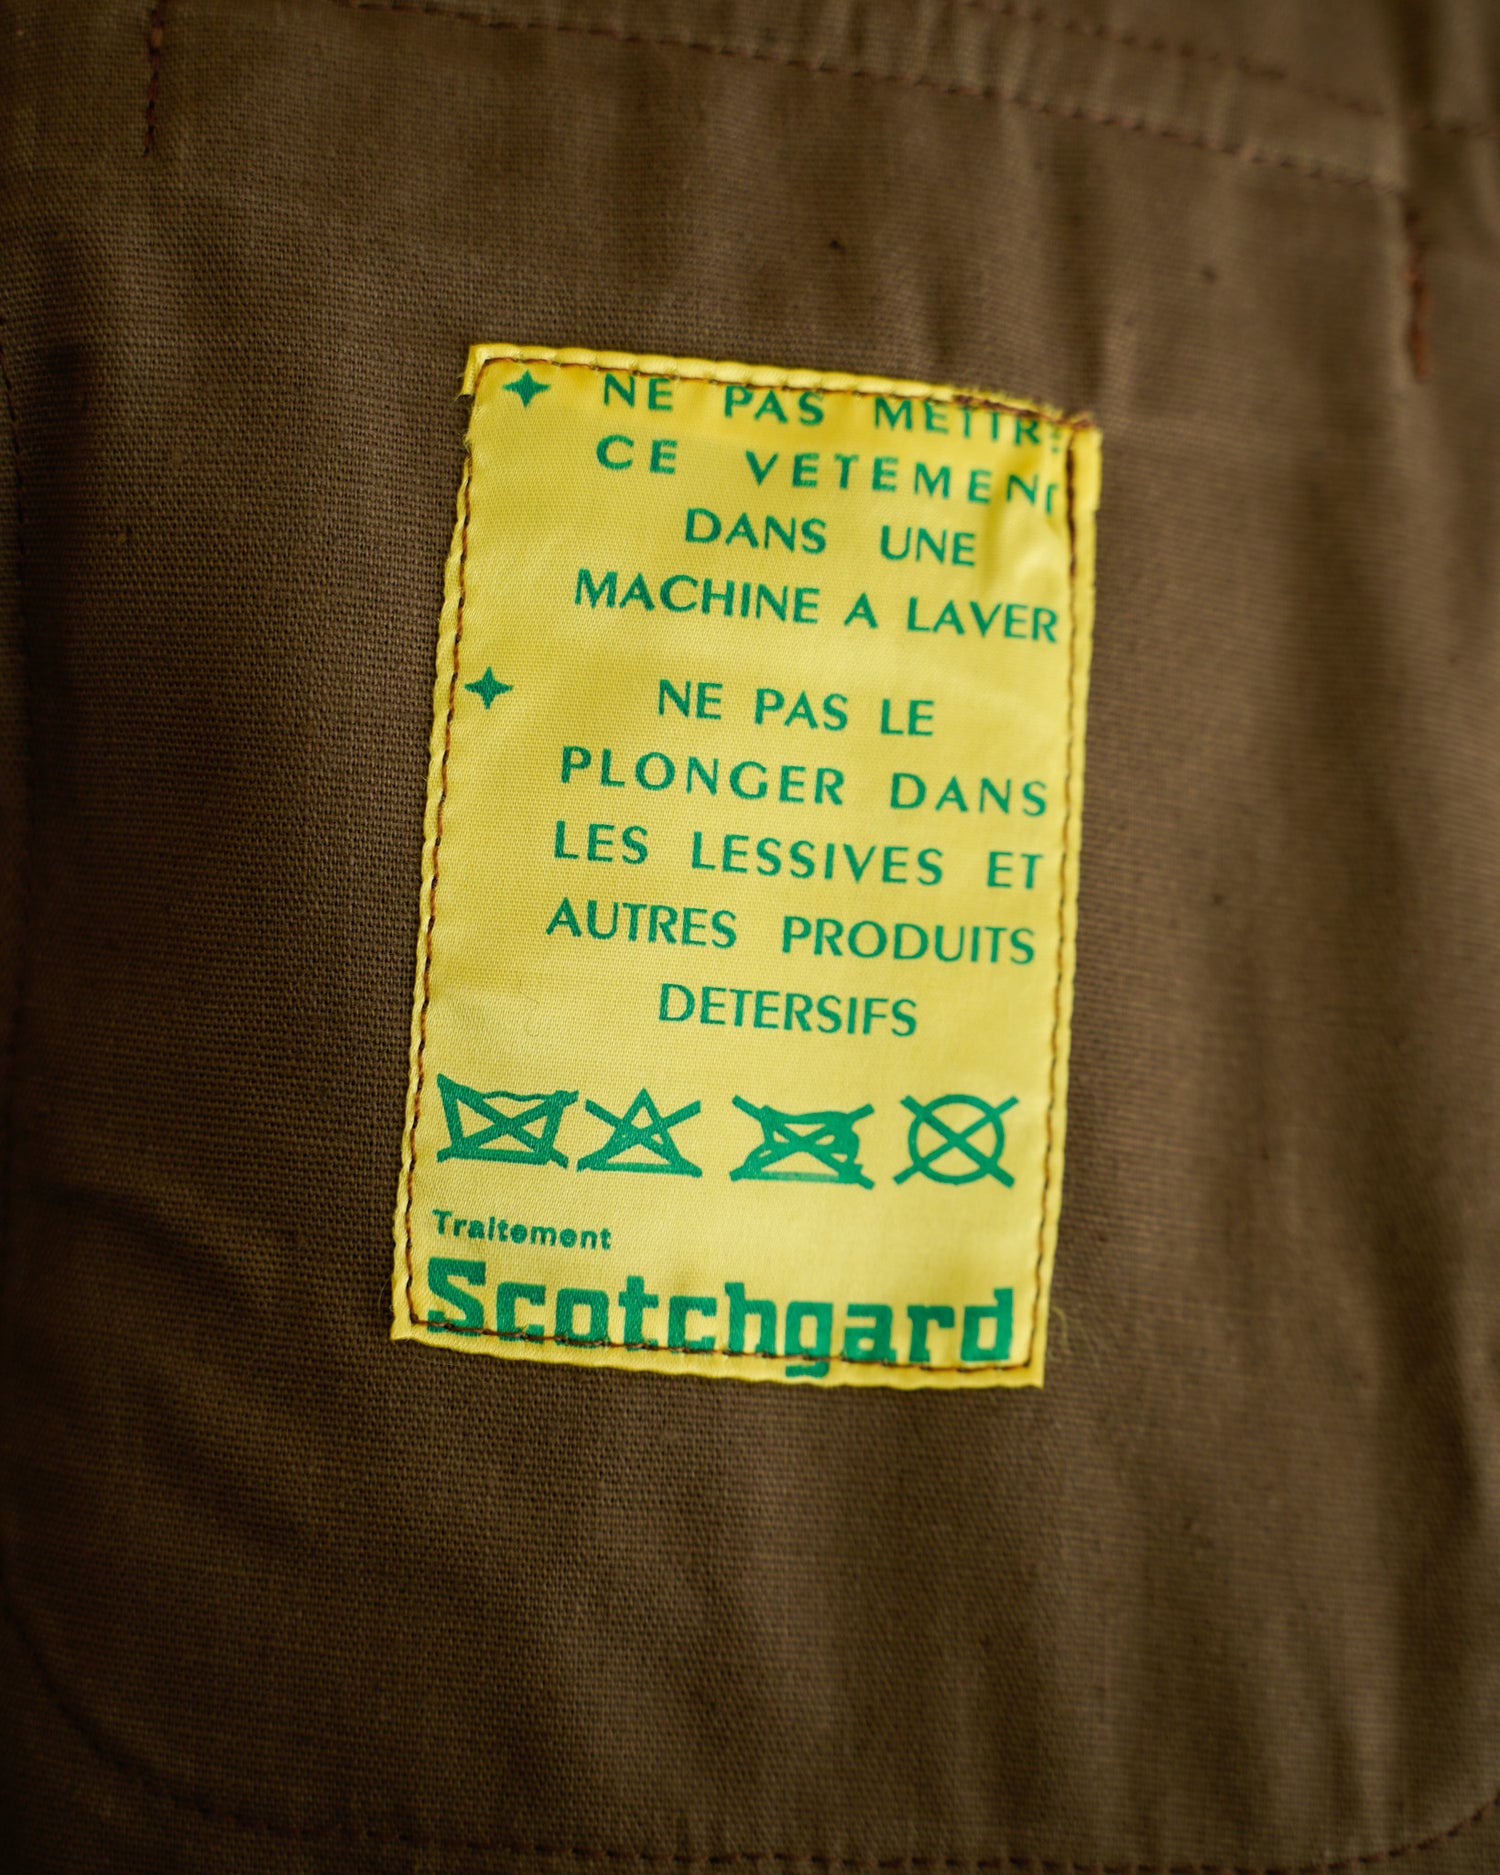 NE PAS METTRE
CE VETEMENT
DANS UNE
MACHINE A LAVER
NE PAS LE
PLONGER DANS
LES LESSIVES ET
AUTRES PRODUITS
DETERSIFS
Traitement
Scotchgard